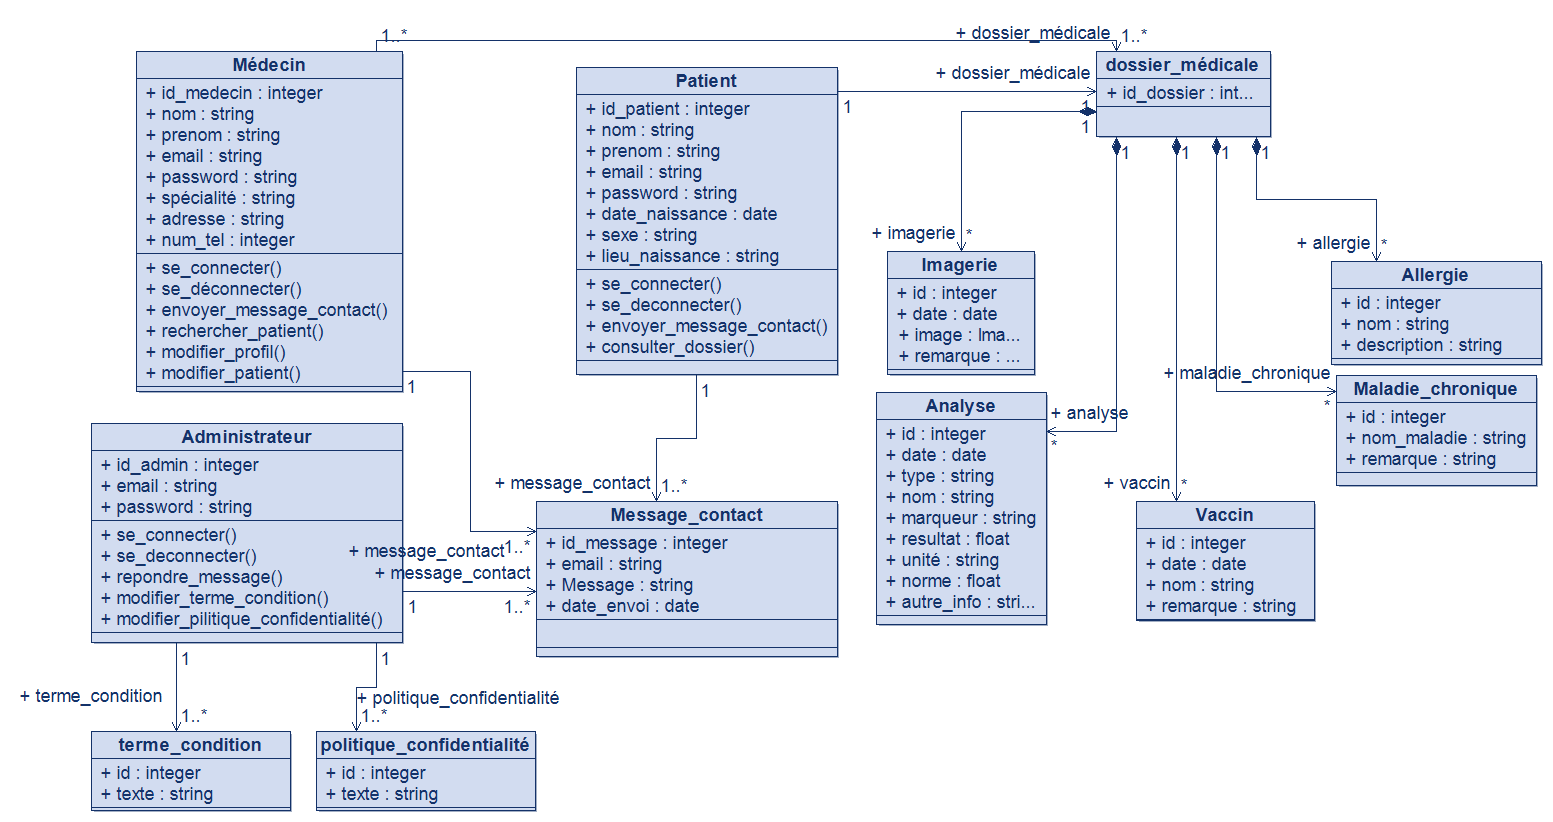 1..*
+ dossier_médicale
1..*
Médecin
+ id_medecin : integer
+ nom : string
+ prenom : string
+ email : string
+ password : string
+ spécialité : string
+ adresse : string
+ num_tel : integer
+ se_connecter()
+ se_déconnecter()
+ envoyer_message_contact()
+ rechercher_patient()
+ modifier_profil()
+ modifier_patient()
1
Patient
+ id_patient : integer
+ nom : string
+ prenom : string
+ email : string
+ password : string
+ date_naissance : date
+ sexe : string
+ lieu_naissance : string
+ se_connecter()
+ se_deconnecter()
+ envoyer_message_contact()
+ consulter_dossier()
1
+ dossier_médicale
1
1
dossier_médicale
+ id_dossier : int...
1
1
1
1
1
+ imagerie
*
Imagerie
+ id : integer
+ date : date
+ image : Ima...
+ remarque : ...
+ allergie
*
Allergie
+ id : integer
+ nom : string
+ description : string
+ maladie_chronique
*
Maladie_chronique
+ id : integer
+ nom_maladie : string
+ remarque : string
+ analyse
*
Analyse
+ id : integer
+ date : date
+ type : string
+ nom : string
+ marqueur : string
+ resultat : float
+ unité : string
+ norme : float
+ autre_info : stri...
+ vaccin
*
Vaccin
+ id : integer
+ date : date
+ nom : string
+ remarque : string
Administrateur
+ id_admin : integer
+ email : string
+ password : string
+ se_connecter()
+ se_deconnecter()
+ repondre_message()
+ modifier_terme_condition()
+ modifier_pilitique_confidentialité()
+ message_contact
1..*
+ message_contact
1..*
+ message_contact
1
1..*
Message_contact
+ id_message : integer
+ email : string
+ Message : string
+ date_envoi : date
1
+ terme_condition
1..*
1
+ politique_confidentialité
1..*
terme_condition
+ id : integer
+ texte : string
politique_confidentialité
+ id : integer
+ texte : string